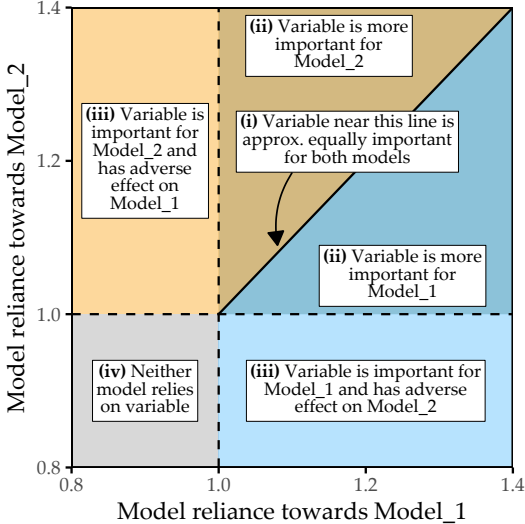 Model reliance towards Model_2
1.4
1.2
1.0
0.8
(ii) Variable is more
important for
Model_2
(iii) Variable is
important for
Model_2 and
has adverse
effect on
Model_1
(i) Variable near this line is
approx. equally important
for both models
(ii) Variable is more
important for
Model_1
(iv) Neither
model relies
on variable
(iii) Variable is important for
Model_1 and has adverse
effect on Model_2
0.8
1.0
1.2
1.4
Model reliance towards Model_1